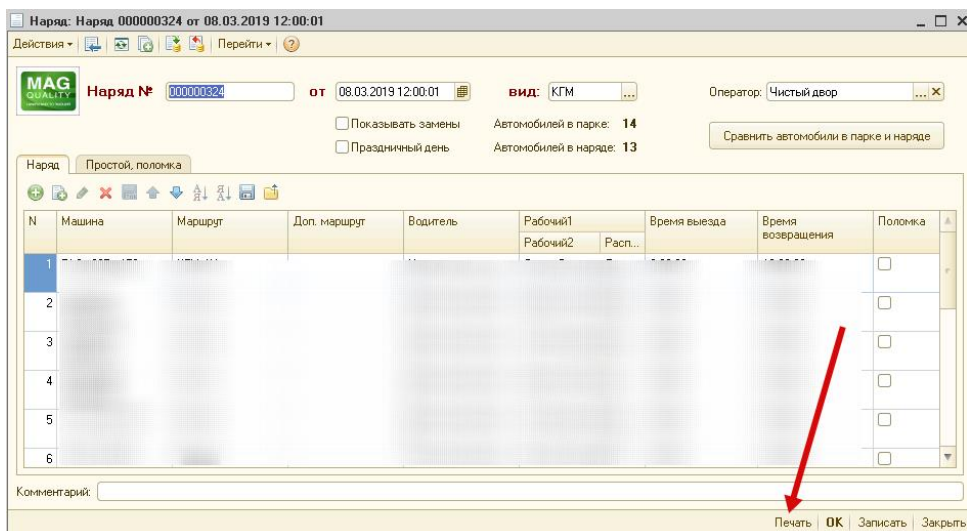 Наряд: Наряд 000000324 от 08.03.2019 12:00:01
Действия Перейти
MAG QUALITY Наряд № 000000324 от 08.03.2019 12:00:01 вид: КГМ ... Оператор: Чистый двор ... ×
Показывать замены Автомобилей в парке: 14
Праздничный день Автомобилей в наряде: 13
Сравнить автомобили в парке и наряде
Наряд Простой, поломка
N Машина Маршрут Доп. маршрут Водитель Рабочий1 Время выезда Время возвращения Поломка
Рабочий2 Расп...
1
2
3
4
5
6
Комментарий:
Печать OK Записать Закрыть